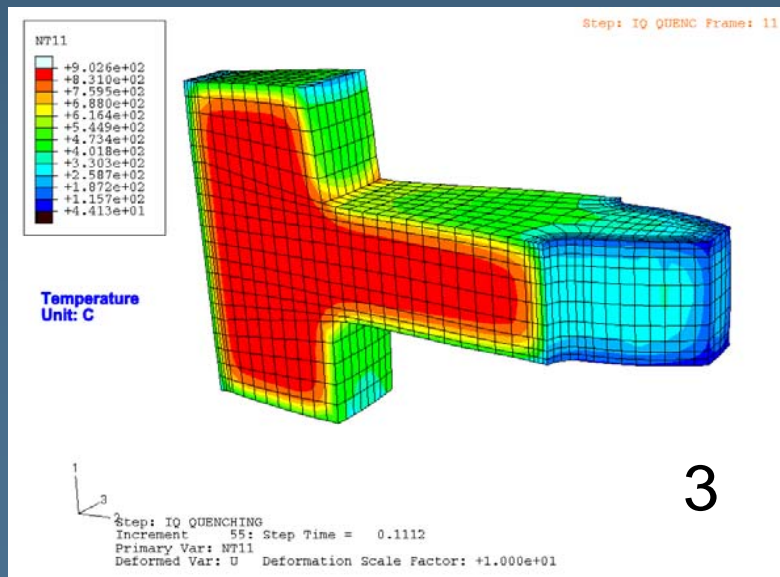 Step: IQ QUENC Frame: 11
NT11
+9.026e+02
+8.310e+02
+7.595e+02
+6.880e+02
+6.164e+02
+5.449e+02
+4.734e+02
+4.018e+02
+3.303e+02
+2.587e+02
+1.872e+02
+1.157e+02
+4.413e+01
Temperature
Unit: C
3
1
3
2
Step: IQ QUENCHING
Increment 55: Step Time = 0.1112
Primary Var: NT11
Deformed Var: U Deformation Scale Factor: +1.000e+01